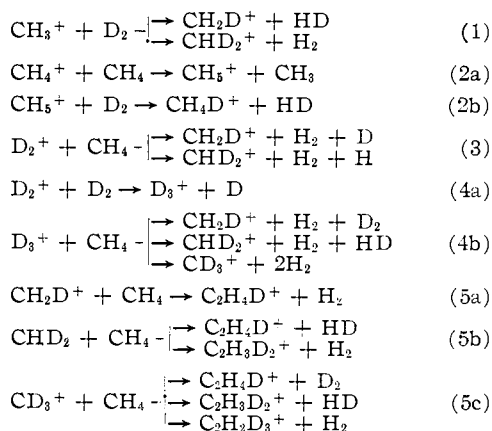 CH₃⁺ + D₂ → CH₂D⁺ + HD
→ CHD₂⁺ + H₂ (1)
CH₄⁺ + CH₄ → CH₅⁺ + CH₃ (2a)
CH₅⁺ + D₂ → CH₄D⁺ + HD (2b)
D₂⁺ + CH₄ → CH₂D⁺ + H₂ + D
→ CHD₂⁺ + H₂ + H (3)
D₂⁺ + D₂ → D₃⁺ + D (4a)
→ CH₂D⁺ + H₂ + D₂
D₃⁺ + CH₄ → CHD₂⁺ + H₂ + HD (4b)
→ CD₃⁺ + 2H₂
CH₂D⁺ + CH₄ → C₂H₄D⁺ + H₂ (5a)
CHD₂ + CH₄ → C₂H₄D⁺ + HD
→ C₂H₃D₂⁺ + H₂ (5b)
→ C₂H₄D⁺ + D₂
CD₃⁺ + CH₄ → C₂H₃D₂⁺ + HD (5c)
→ C₂H₂D₃⁺ + H₂